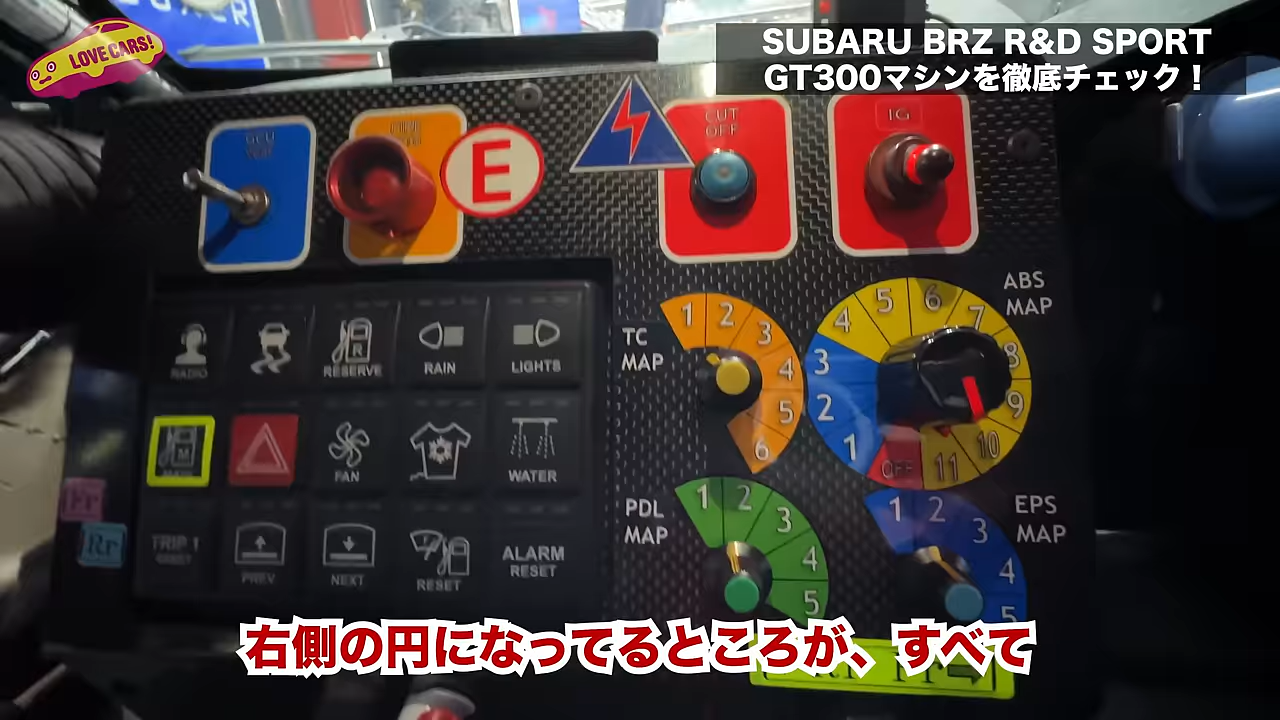 LOVE CARS!
SUBARU BRZ R&D SPORT
GT300マシンを徹底チェック！
E
CUT
OFF
IG
RADIO
RESERVE
RAIN
LIGHTS
FAN
WATER
TRIP 1
RESET
PREV
NEXT
RESET
ALARM
RESET
Fr
Rr
TC
MAP
1 2 3 4 5 6
ABS
MAP
OFF 1 2 3 4 5 6 7 8 9 10 11
PDL
MAP
1 2 3 4 5
EPS
MAP
1 2 3 4 5
右側の円になってるところが、すべて